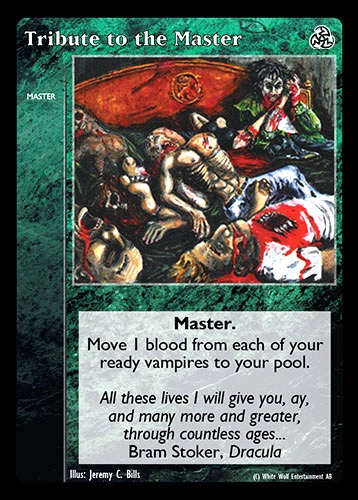 Tribute to the Master
MASTER
Master.
Move 1 blood from each of your
ready vampires to your pool.
All these lives I will give you, ay,
and many more and greater,
through countless ages...
Bram Stoker, Dracula
Illus: Jeremy C. Bills
(C) White Wolf Entertainment AB